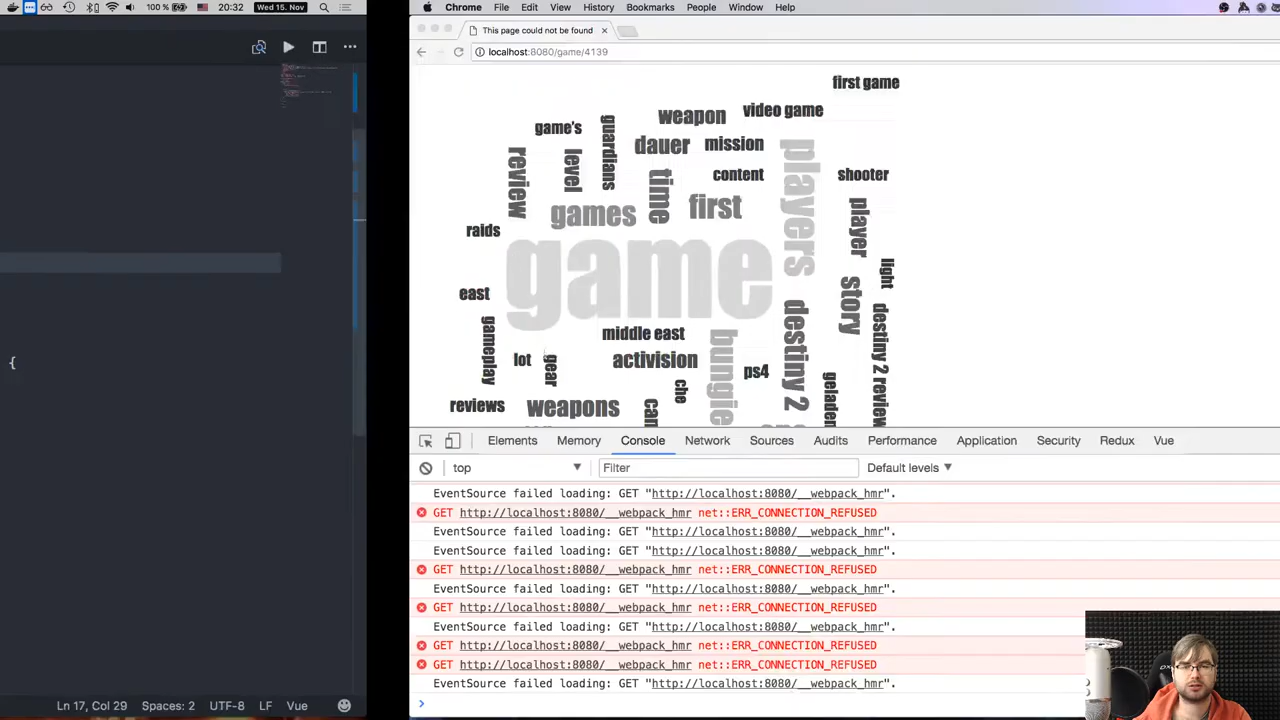 100 % 20:32 Wed 15. Nov
Chrome File Edit View History Bookmarks People Window Help
This page could not be found
localhost:8080/game/4139
first game
weapon
video game
game's
guardians
dauer
mission
players
review
level
time
content
shooter
games
first
player
raids
game
light
east
story
gameplay
middle east
destiny 2
destiny 2 review
lot
gear
activision
bungie
ps4
che
geladen
reviews
weapons
{
Elements Memory Console Network Sources Audits Performance Application Security Redux Vue
top Filter Default levels
EventSource failed loading: GET "http://localhost:8080/__webpack_hmr".
GET http://localhost:8080/__webpack_hmr net::ERR_CONNECTION_REFUSED
EventSource failed loading: GET "http://localhost:8080/__webpack_hmr".
EventSource failed loading: GET "http://localhost:8080/__webpack_hmr".
GET http://localhost:8080/__webpack_hmr net::ERR_CONNECTION_REFUSED
EventSource failed loading: GET "http://localhost:8080/__webpack_hmr".
GET http://localhost:8080/__webpack_hmr net::ERR_CONNECTION_REFUSED
EventSource failed loading: GET "http://localhost:8080/__webpack_hmr".
GET http://localhost:8080/__webpack_hmr net::ERR_CONNECTION_REFUSED
GET http://localhost:8080/__webpack_hmr net::ERR_CONNECTION_REFUSED
EventSource failed loading: GET "http://localhost:8080/__webpack_hmr".
Ln 17, Col 29 Spaces: 2 UTF-8 LF Vue